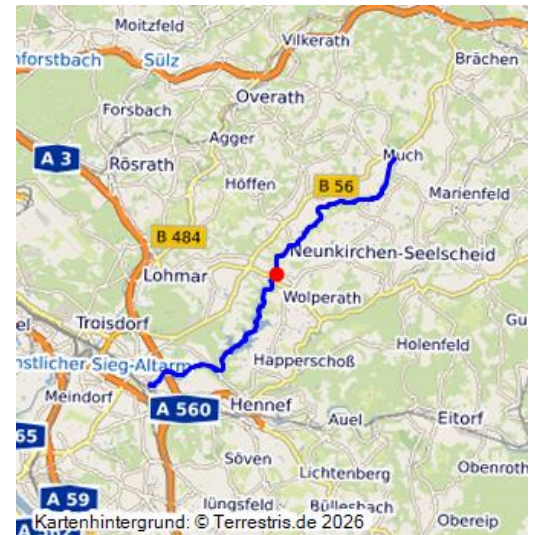 Moitzfeld
Vilkerath
nforstbach
Sülz
Brächen
Overath
Forsbach
Agger
A 3
Rösrath
Much
Höffen
B 56
Marienfeld
B 484
Neunkirchen-Seelscheid
Lohmar
Wolperath
Troisdorf
Gu
Holenfeld
nstlicher Sieg-Altarm
Happerschoß
Meindorf
A 560
Hennef
Auel
Eitorf
65
Söven
Lichtenberg
Obenroth
A 59
Jüngsfeld
Büllesbach
Kartenhintergrund: © Terrestris.de 2026
Obereip